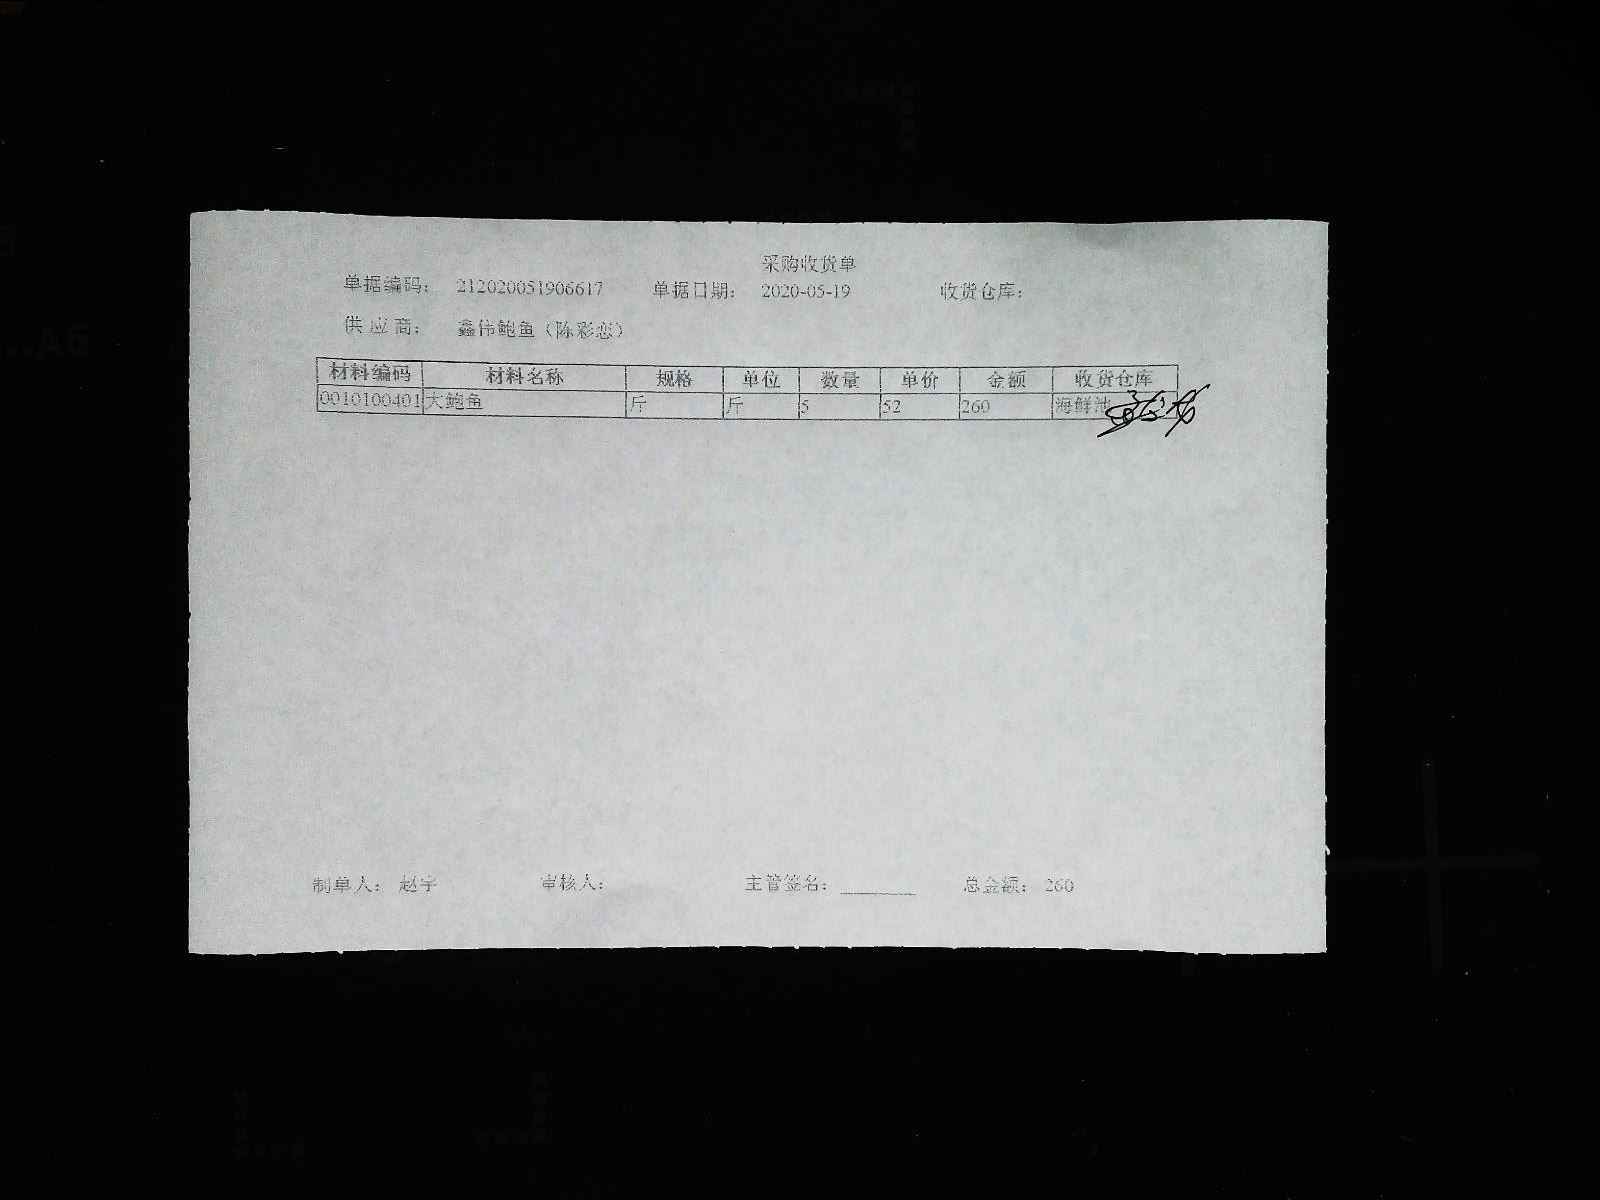 采购收货单
单据编码： 212020051906617 单据日期： 2020-05-19 收货仓库：
供应商： 鑫伟鲍鱼（陈彩恋）
材料编码 材料名称 规格 单位 数量 单价 金额 收货仓库
0010100401 大鲍鱼 斤 斤 5 52 260 海鲜池
制单人： 赵宇 审核人： 主管签名： 总金额： 260